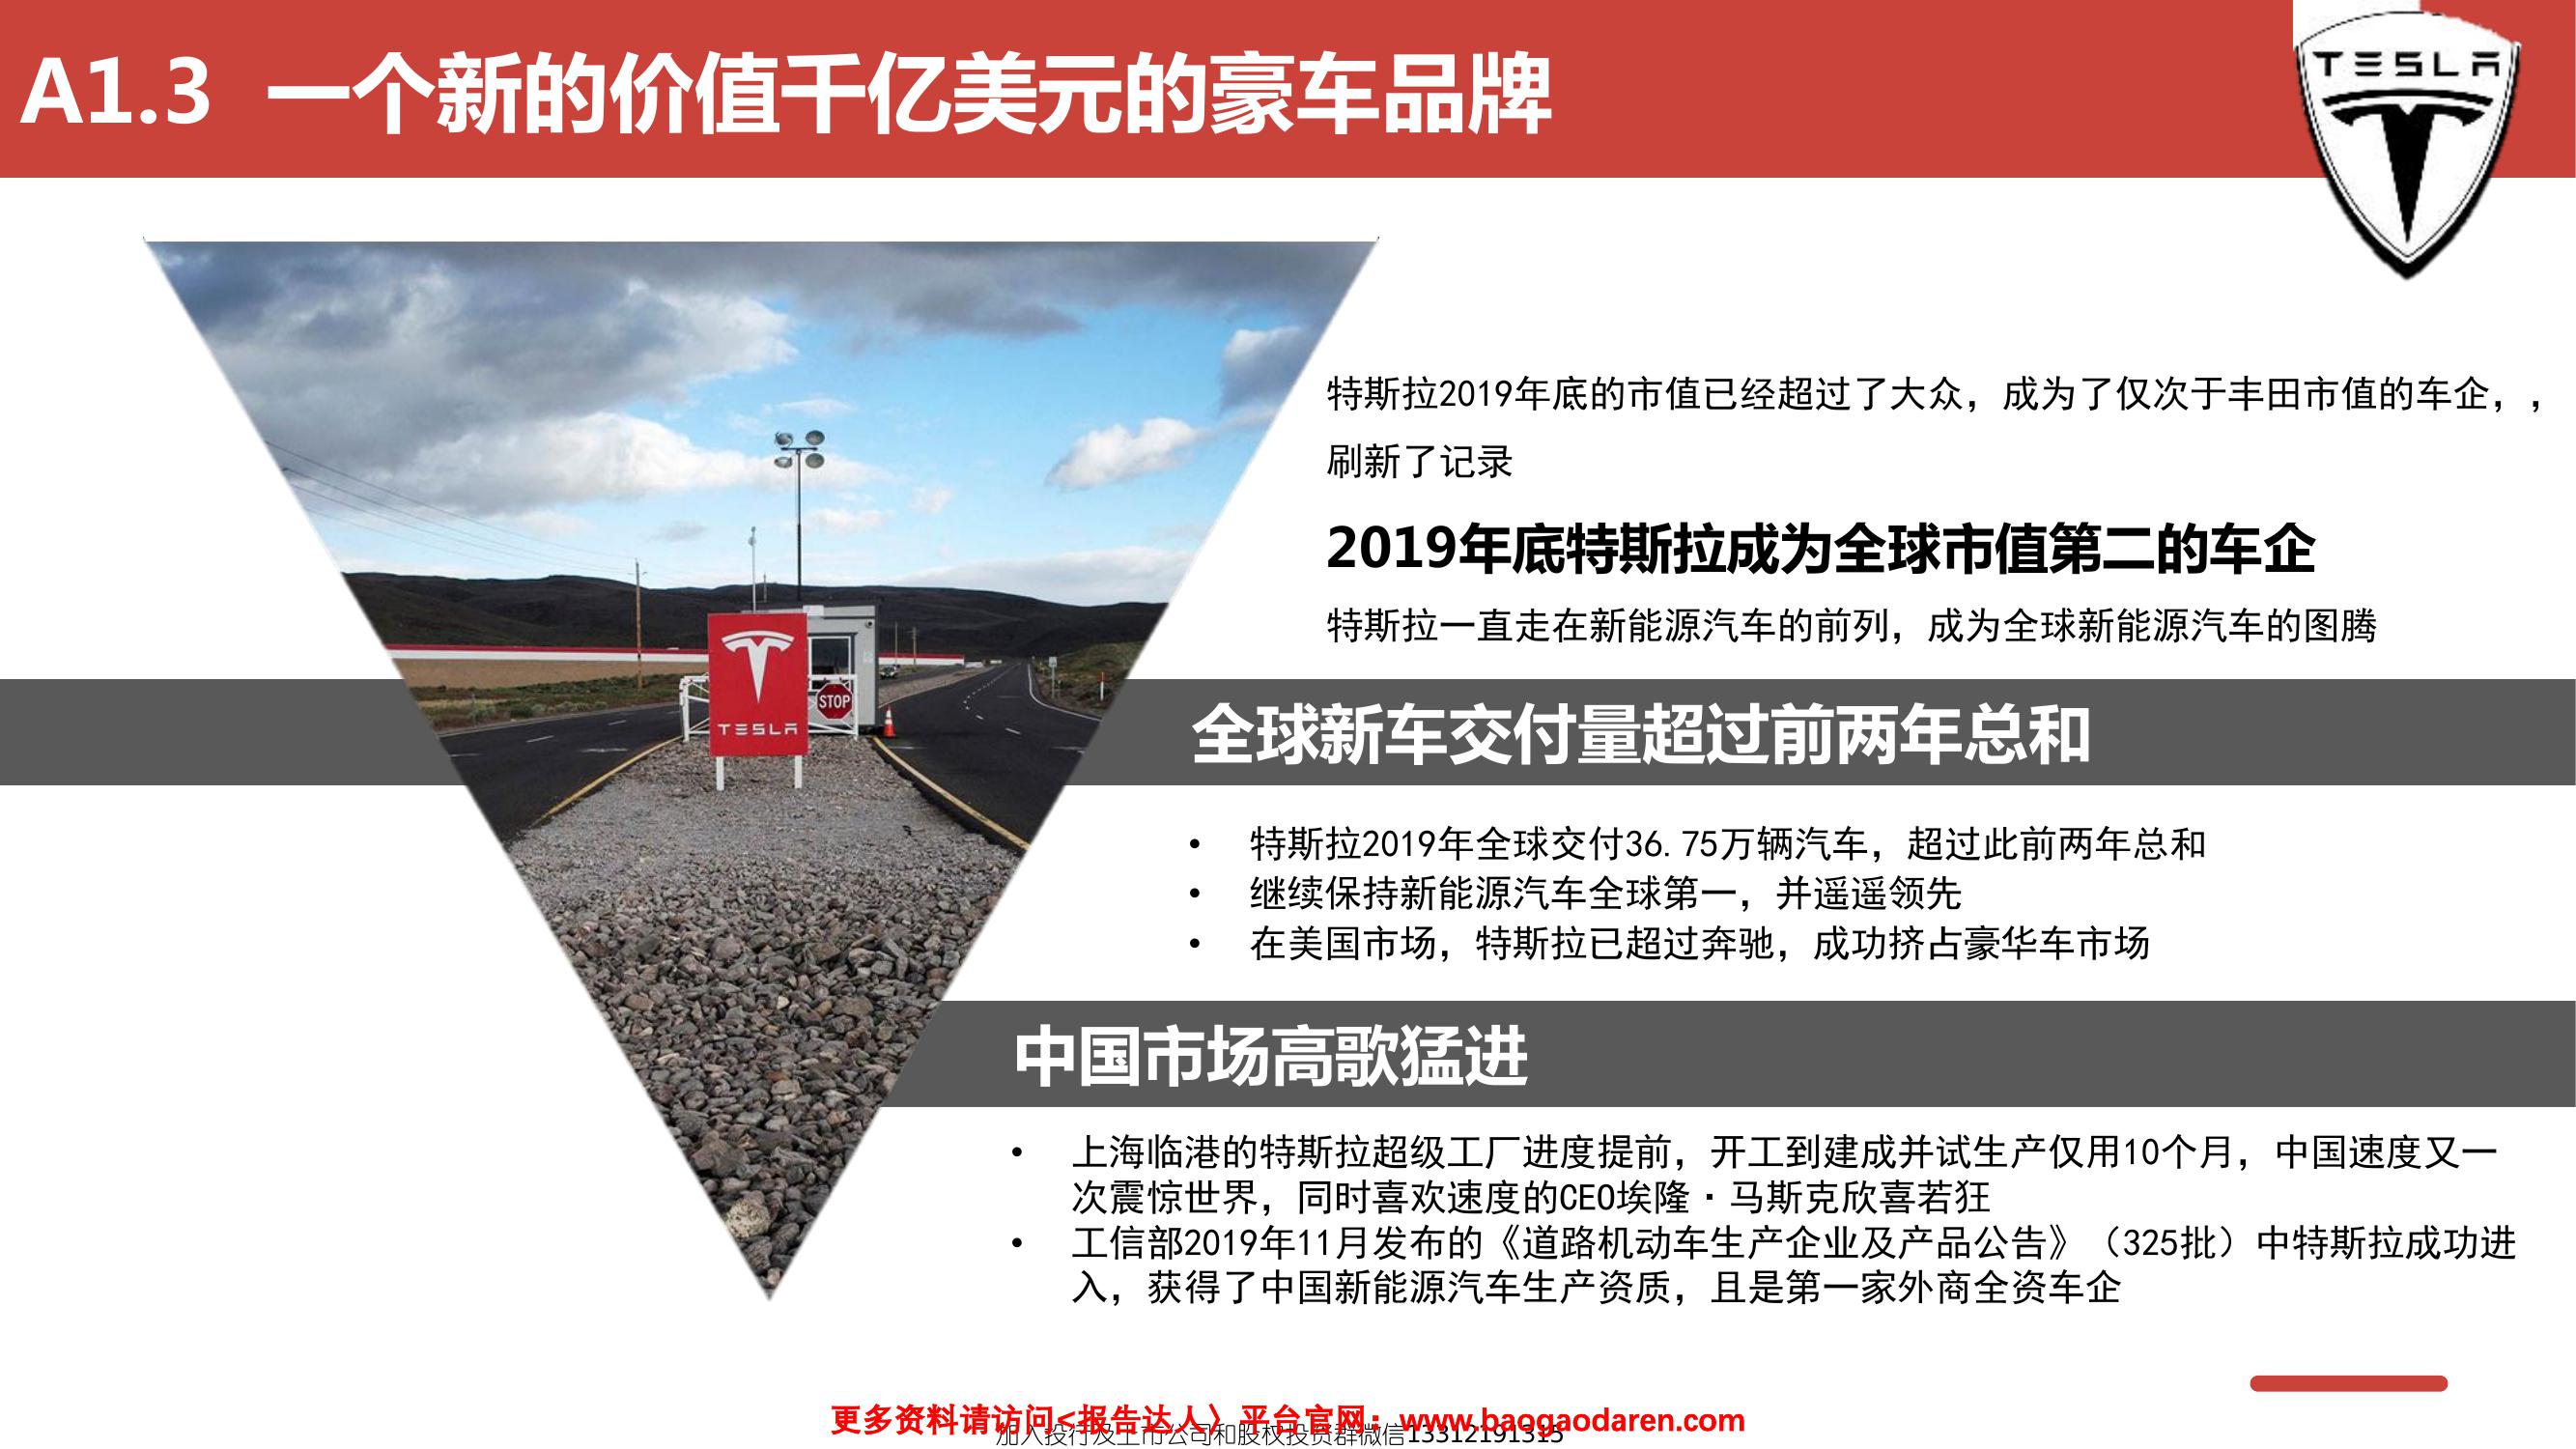 A1.3 一个新的价值千亿美元的豪车品牌
TESLA
特斯拉2019年底的市值已经超过了大众，成为了仅次于丰田市值的车企，，
刷新了记录
2019年底特斯拉成为全球市值第二的车企
特斯拉一直走在新能源汽车的前列，成为全球新能源汽车的图腾
STOP
TESLA
全球新车交付量超过前两年总和
• 特斯拉2019年全球交付36.75万辆汽车，超过此前两年总和
• 继续保持新能源汽车全球第一，并遥遥领先
• 在美国市场，特斯拉已超过奔驰，成功挤占豪华车市场
中国市场高歌猛进
• 上海临港的特斯拉超级工厂进度提前，开工到建成并试生产仅用10个月，中国速度又一
次震惊世界，同时喜欢速度的CEO埃隆·马斯克欣喜若狂
• 工信部2019年11月发布的《道路机动车生产企业及产品公告》（325批）中特斯拉成功进
入，获得了中国新能源汽车生产资质，且是第一家外商全资车企
更多资料请访问<报告达人〉平台官网：www.baogaodaren.com
加入投行及上市公司和股权投资群微信13312191315